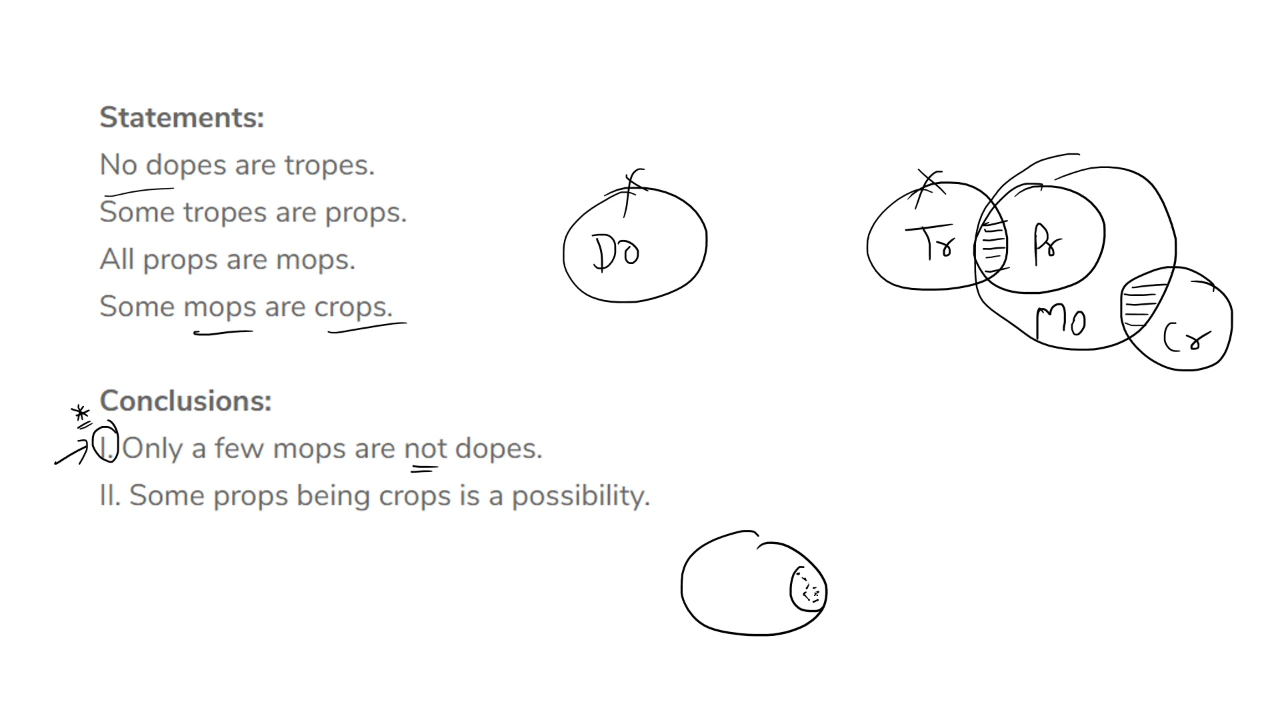 Statements:
No dopes are tropes.
Some tropes are props.
All props are mops.
Some mops are crops.
Conclusions:
I. Only a few mops are not dopes.
II. Some props being crops is a possibility.
Do
Tr
Pr
Mo
Cr